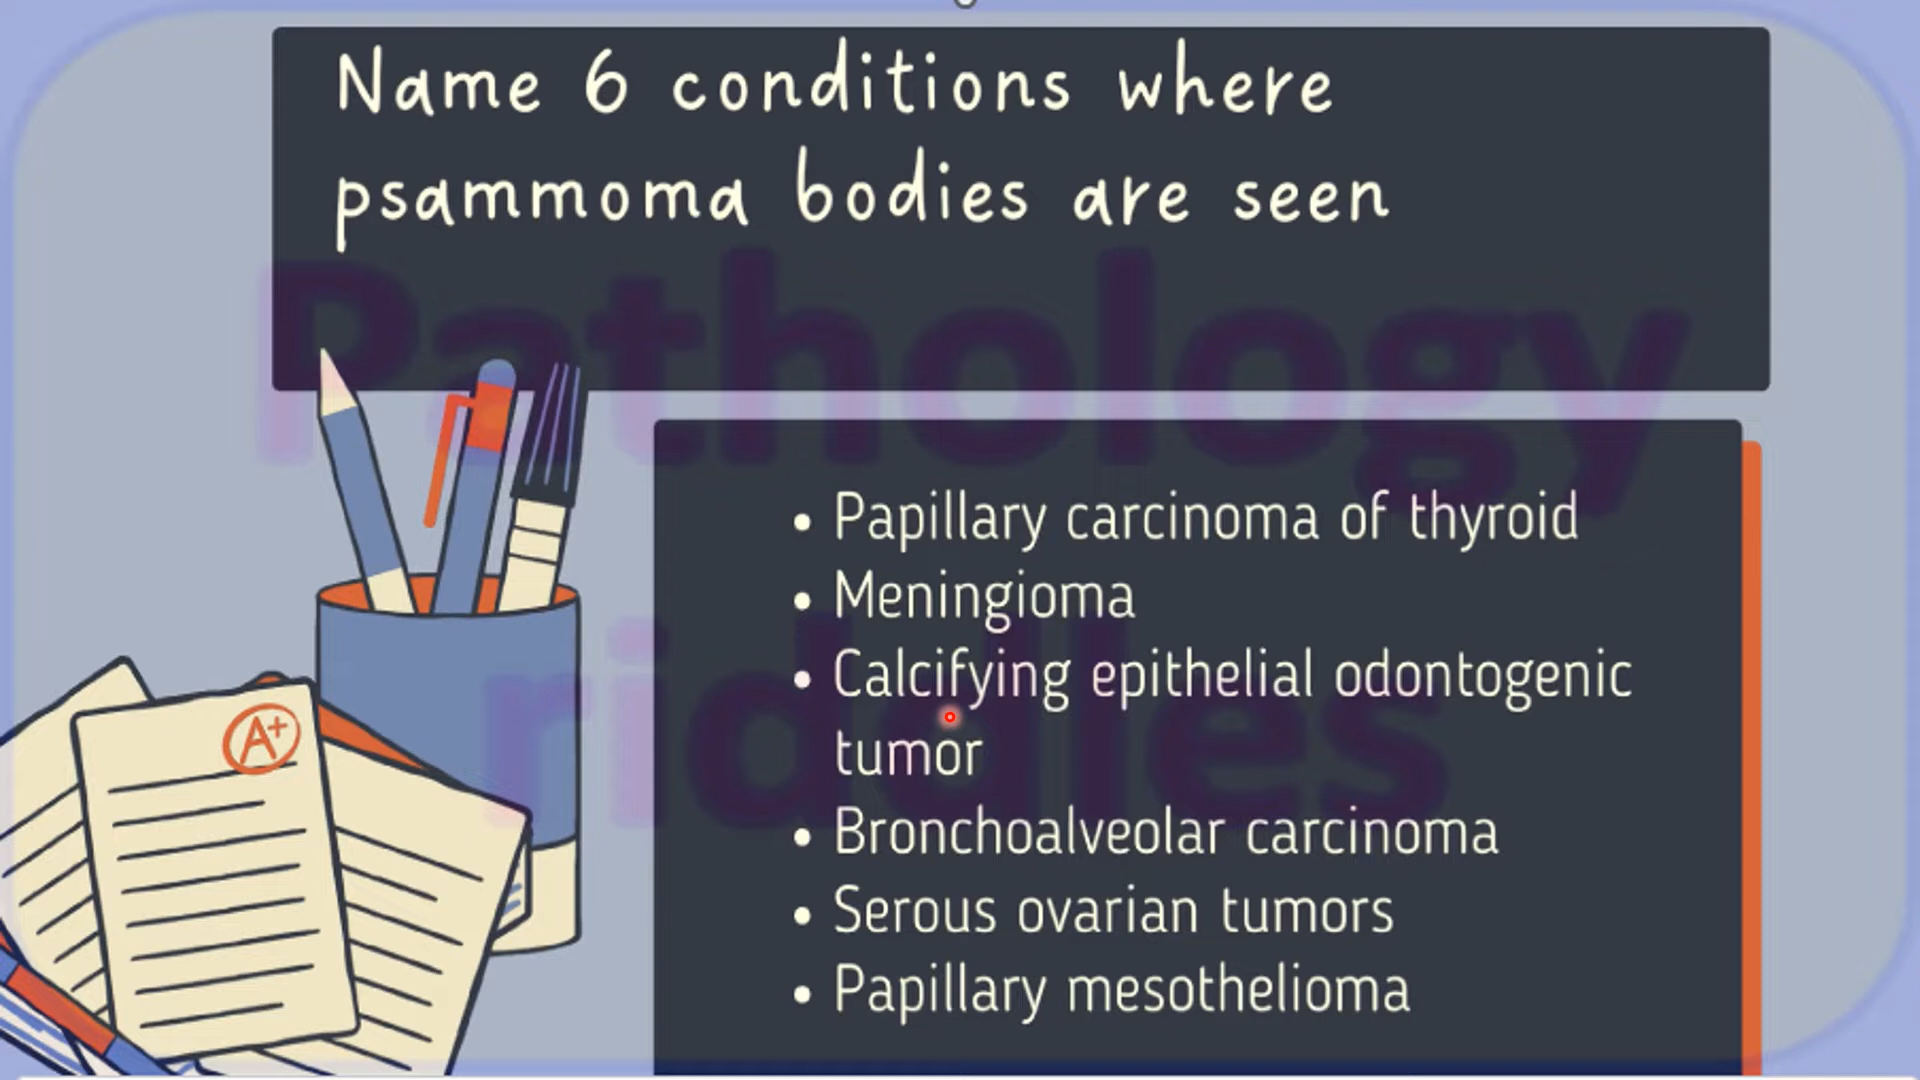 Name 6 conditions where
psammoma bodies are seen
Pathology
riddles
• Papillary carcinoma of thyroid
• Meningioma
• Calcifying epithelial odontogenic
tumor
• Bronchoalveolar carcinoma
• Serous ovarian tumors
• Papillary mesothelioma
A+